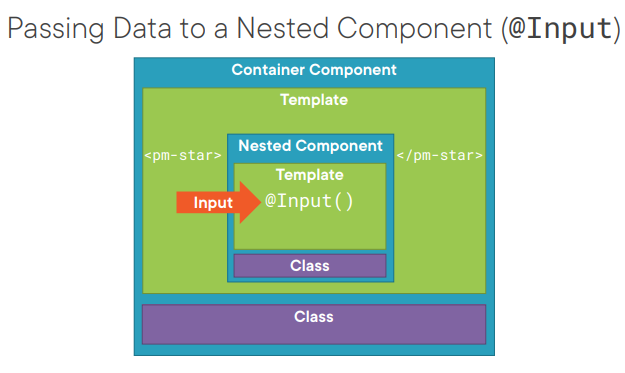 Passing Data to a Nested Component (@Input)
Container Component
Template
<pm-star>
Nested Component
</pm-star>
Template
Input
@Input()
Class
Class